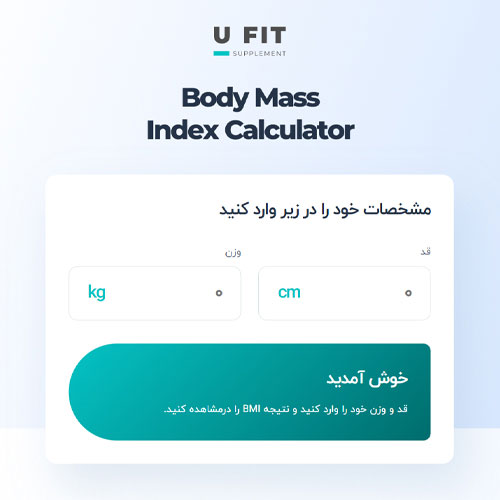 U FIT
SUPPLEMENT
Body Mass
Index Calculator
مشخصات خود را در زیر وارد کنید
قد
وزن
۰ cm
۰ kg
خوش آمدید
قد و وزن خود را وارد کنید و نتیجه BMI را درمشاهده کنید.